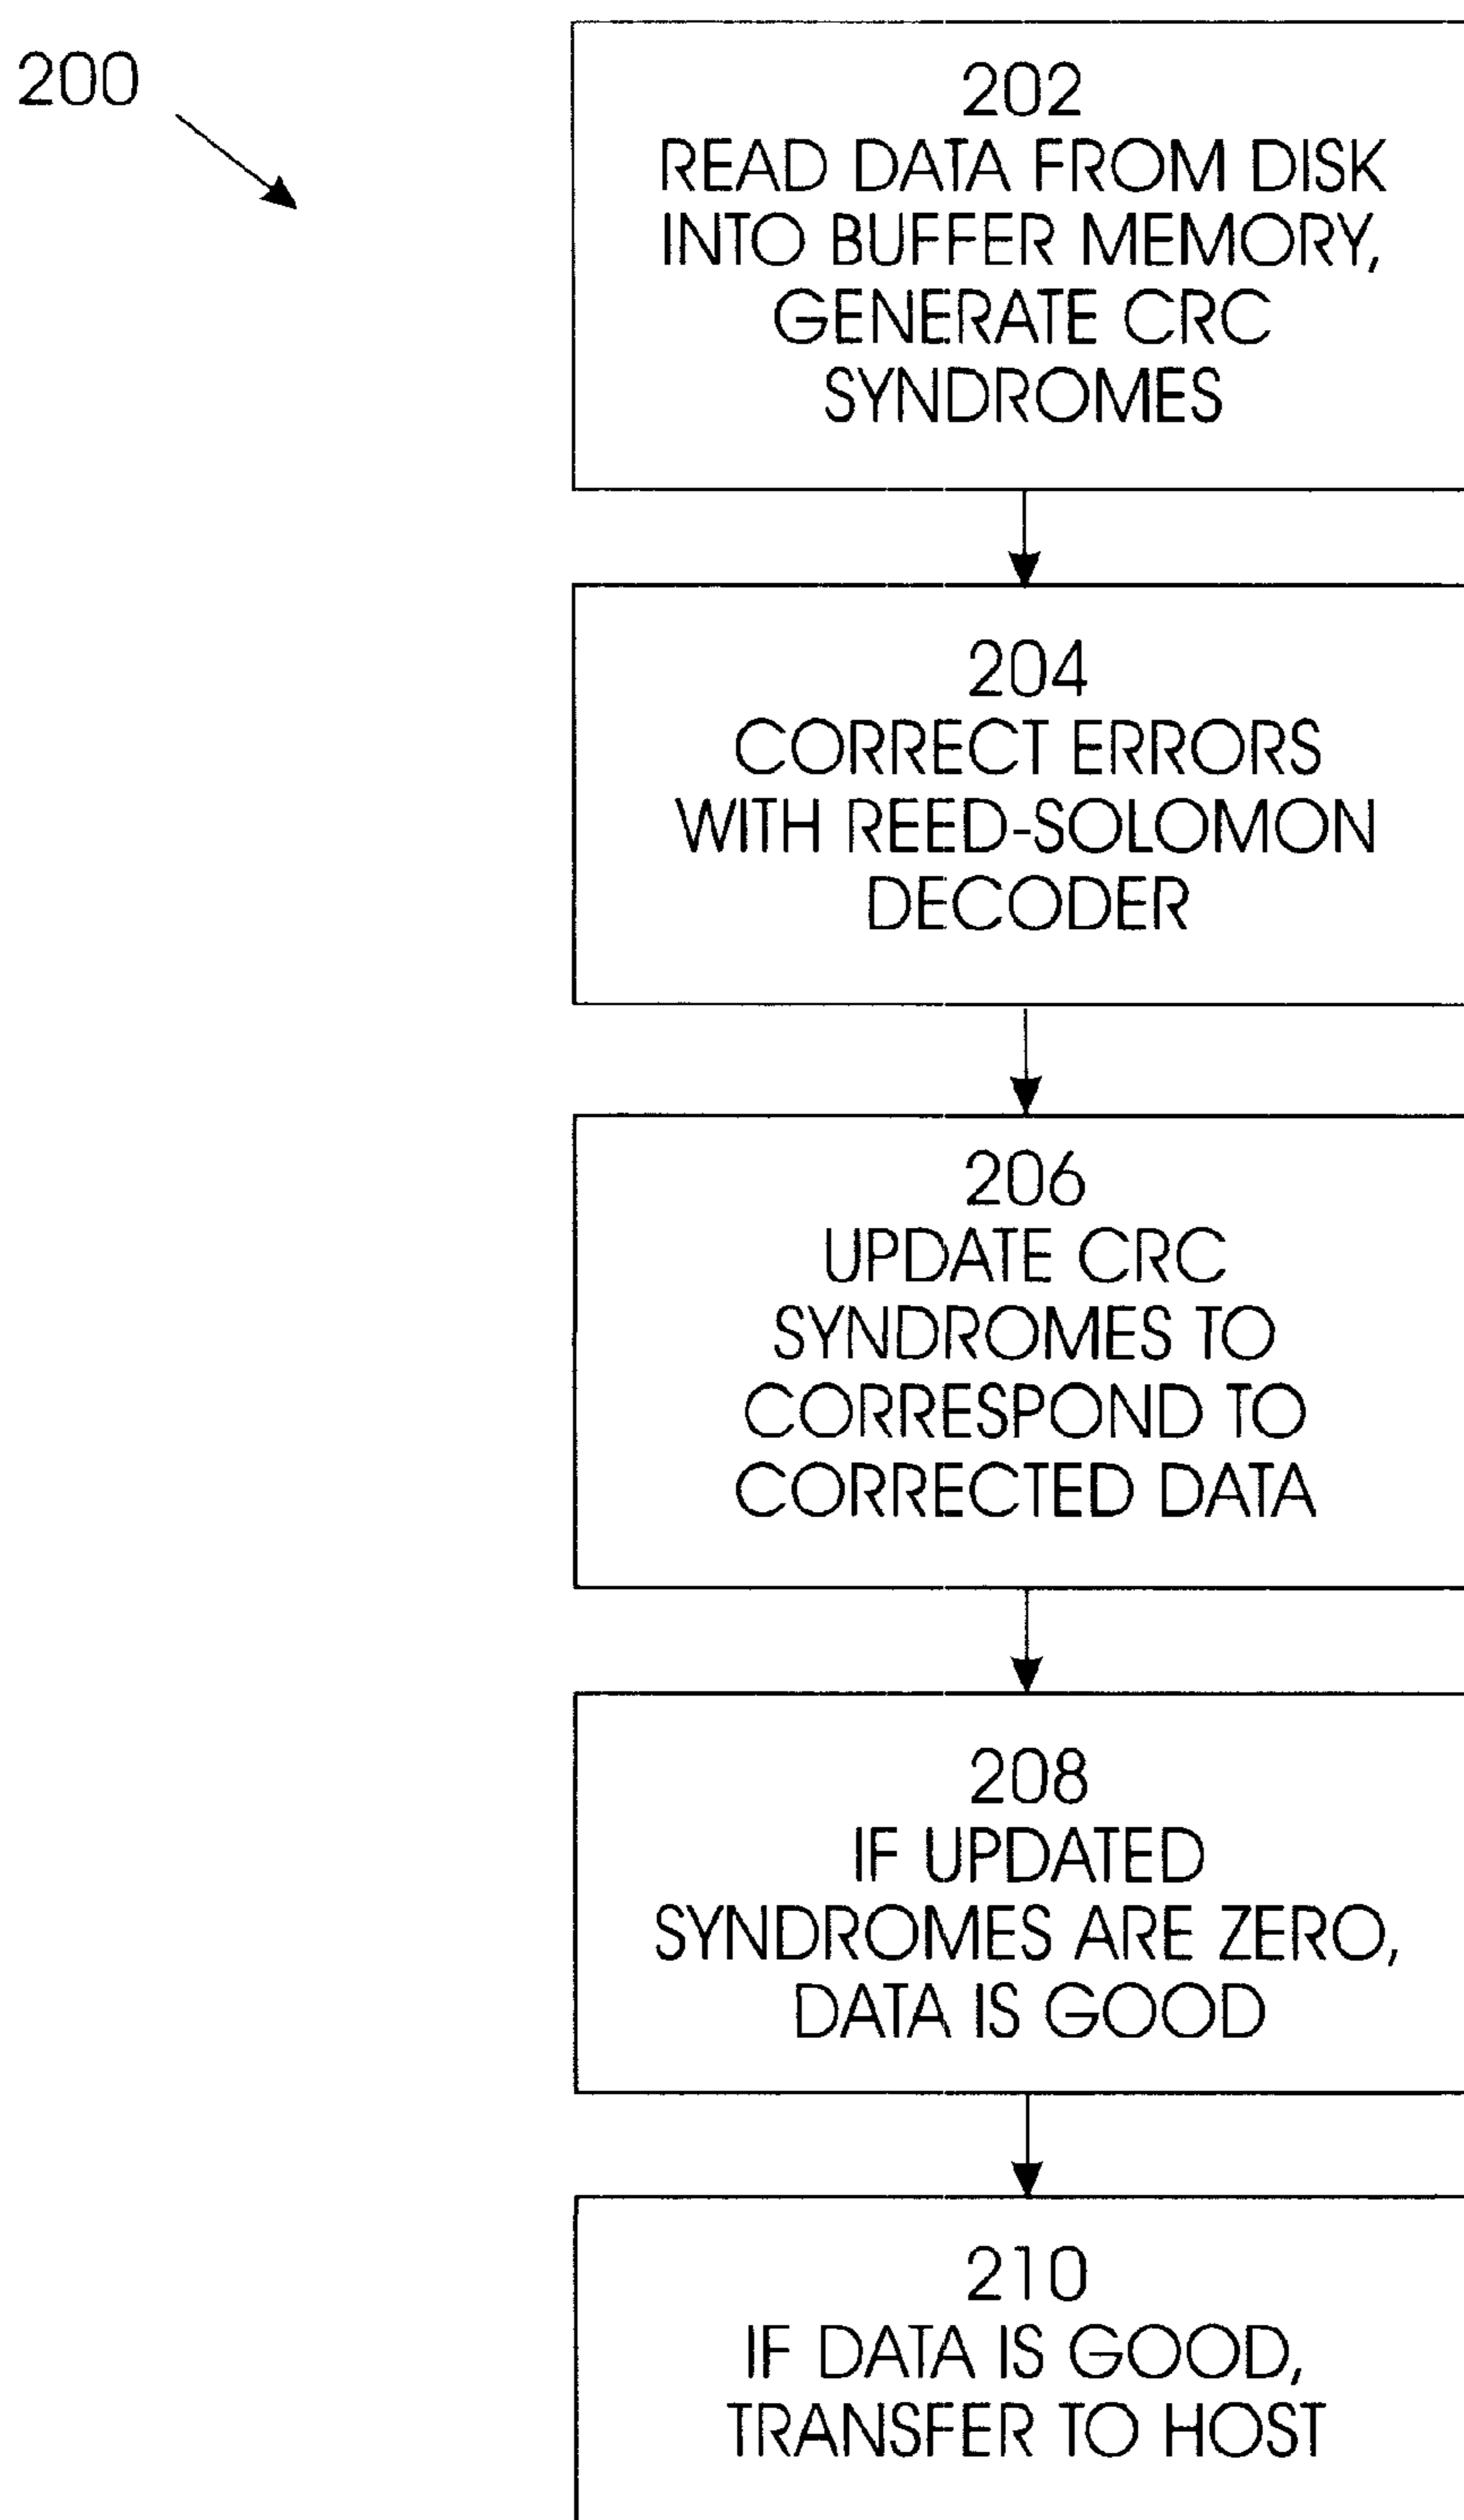 200
202
READ DATA FROM DISK
INTO BUFFER MEMORY,
GENERATE CRC
SYNDROMES
204
CORRECT ERRORS
WITH REED-SOLOMON
DECODER
206
UPDATE CRC
SYNDROMES TO
CORRESPOND TO
CORRECTED DATA
208
IF UPDATED
SYNDROMES ARE ZERO,
DATA IS GOOD
210
IF DATA IS GOOD,
TRANSFER TO HOST